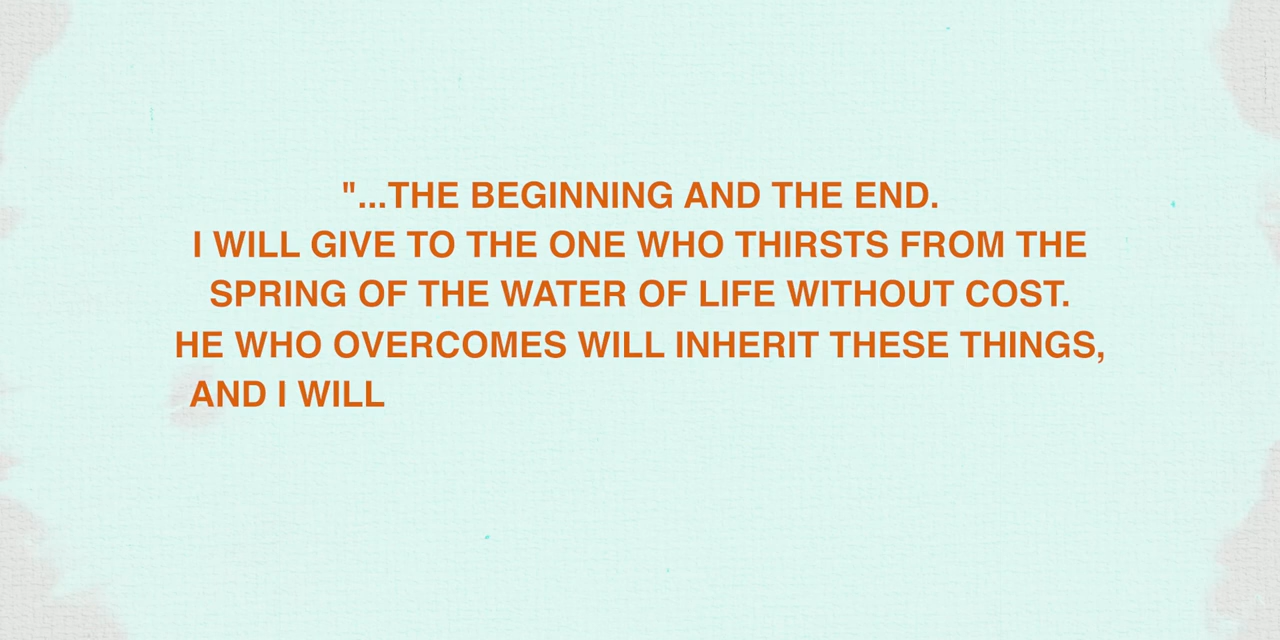 "...THE BEGINNING AND THE END.
I WILL GIVE TO THE ONE WHO THIRSTS FROM THE
SPRING OF THE WATER OF LIFE WITHOUT COST.
HE WHO OVERCOMES WILL INHERIT THESE THINGS,
AND I WILL